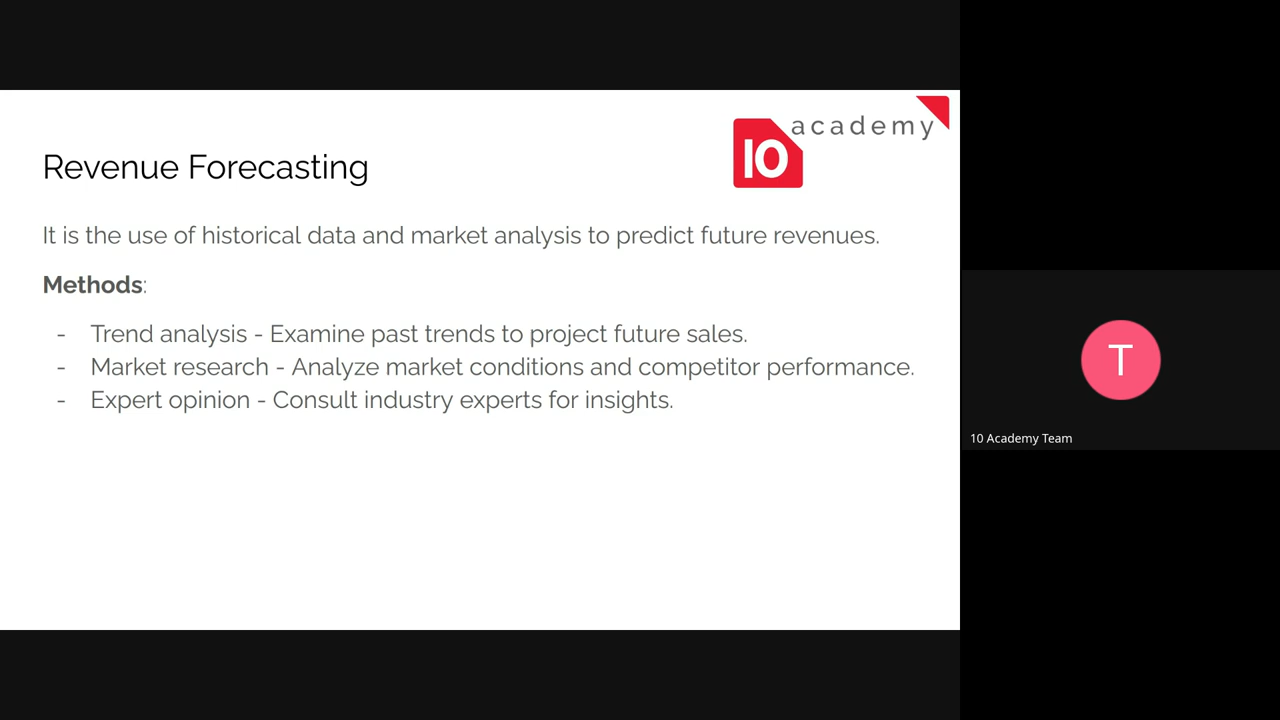 10 academy
Revenue Forecasting
It is the use of historical data and market analysis to predict future revenues.
Methods:
- Trend analysis - Examine past trends to project future sales.
- Market research - Analyze market conditions and competitor performance.
- Expert opinion - Consult industry experts for insights.
T
10 Academy Team